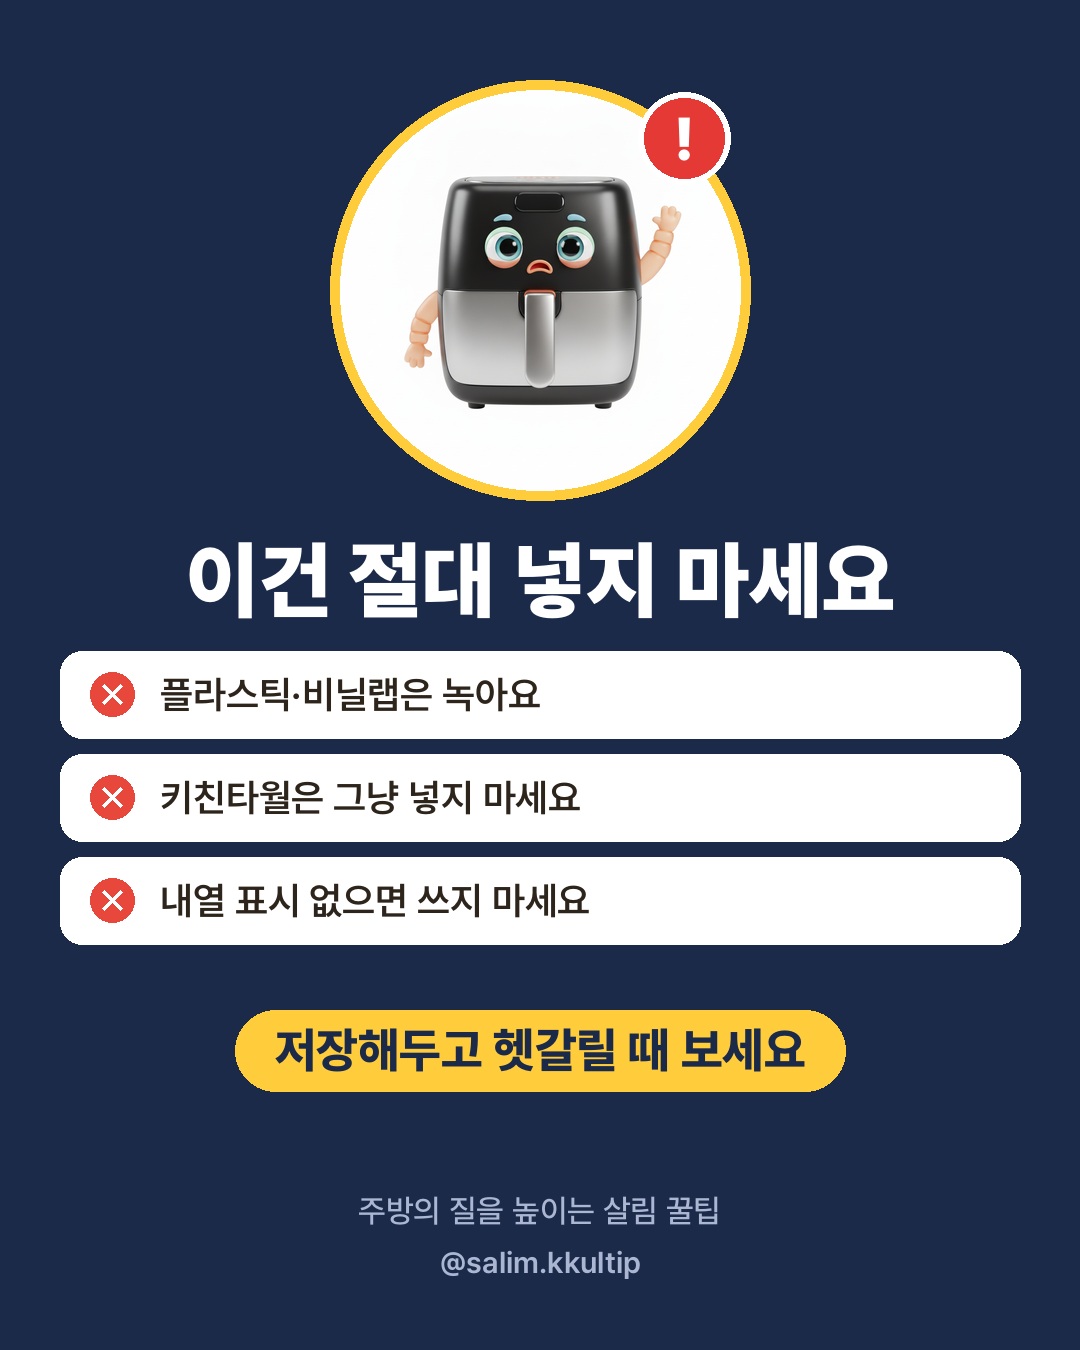 !
이건 절대 넣지 마세요
플라스틱·비닐랩은 녹아요
키친타월은 그냥 넣지 마세요
내열 표시 없으면 쓰지 마세요
저장해두고 헷갈릴 때 보세요
주방의 질을 높이는 살림 꿀팁
@salim.kkultip